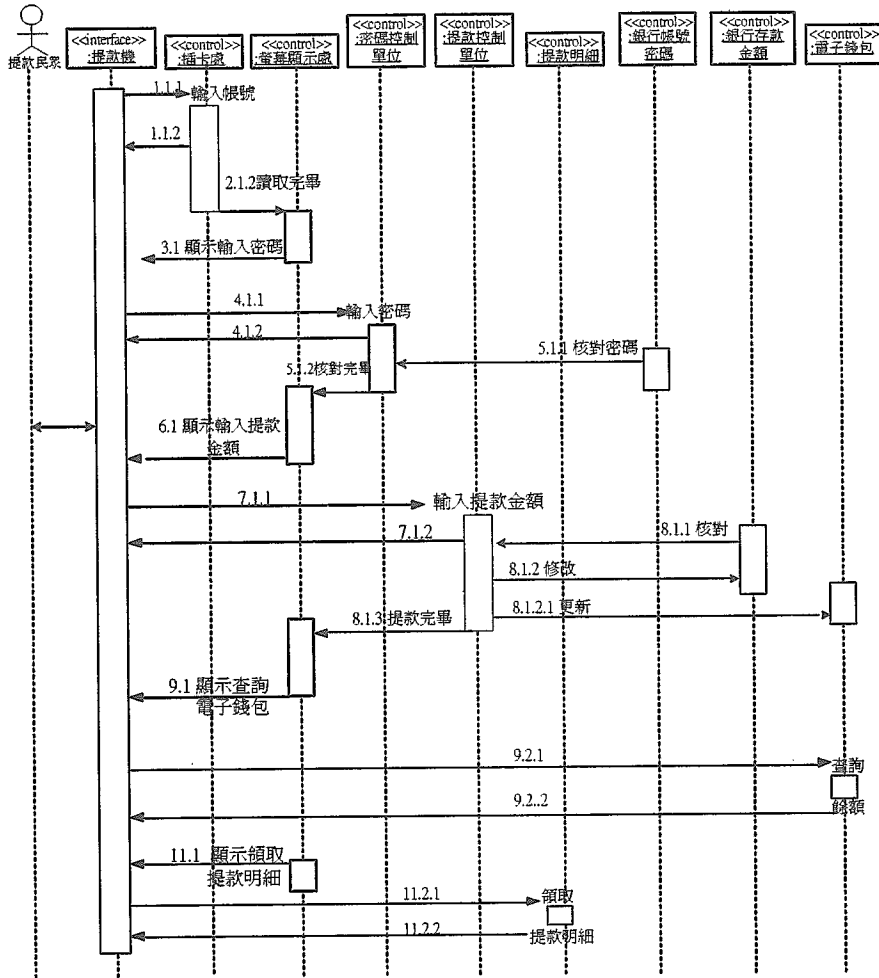 提款民眾
<<interface>>
:提款機
<<control>>
:插卡處
<<control>>
:螢幕顯示處
<<control>>
:密碼控制
單位
<<control>>
:提款控制
單位
<<control>>
:提款明細
<<control>>
:銀行帳號
密碼
<<control>>
:銀行存款
金額
<<control>>
:電子錢包
1.1.1 輸入帳號
1.1.2
2.1.2讀取完畢
3.1 顯示輸入密碼
4.1.1 輸入密碼
4.1.2
5.1.1 核對密碼
5.1.2核對完畢
6.1 顯示輸入提款
金額
7.1.1 輸入提款金額
7.1.2
8.1.1 核對
8.1.2 修改
8.1.2.1 更新
8.1.3 提款完畢
9.1 顯示查詢
電子錢包
9.2.1 查詢
9.2..2 餘額
11.1 顯示領取
提款明細
11.2.1 領取
11.2.2 提款明細